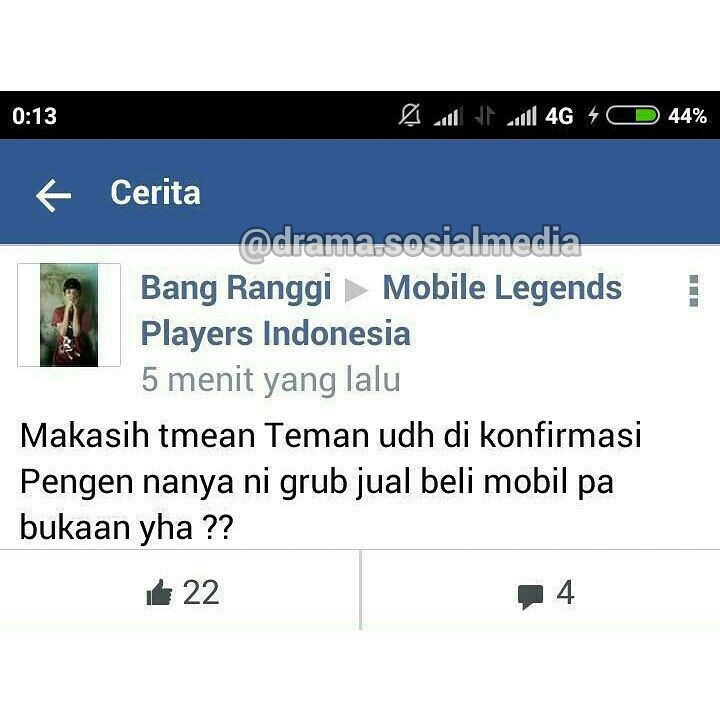 0:13 4G 44%
Cerita
@drama.sosialmedia
Bang Ranggi ▶ Mobile Legends
Players Indonesia
5 menit yang lalu
Makasih tmean Teman udh di konfirmasi
Pengen nanya ni grub jual beli mobil pa
bukaan yha ??
22 4